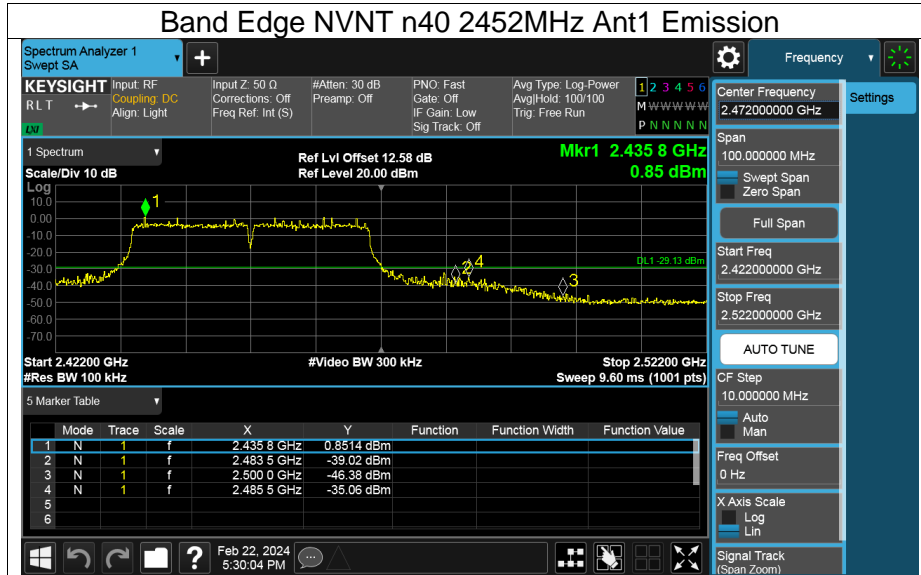 Band Edge NVNT n40 2452MHz Ant1 Emission
Spectrum Analyzer 1
Swept SA
+
Frequency
KEYSIGHT
RLT
LXI
Input: RF
Coupling: DC
Align: Light
Input Z: 50 Ω
Corrections: Off
Freq Ref: Int (S)
#Atten: 30 dB
Preamp: Off
PNO: Fast
Gate: Off
IF Gain: Low
Sig Track: Off
Avg Type: Log-Power
Avg|Hold: 100/100
Trig: Free Run
1 2 3 4 5 6
M W W W W W
P N N N N N
1 Spectrum
Scale/Div 10 dB
Ref Lvl Offset 12.58 dB
Ref Level 20.00 dBm
Mkr1 2.435 8 GHz
0.85 dBm
Log
10.0
0.00
-10.0
-20.0
-30.0
-40.0
-50.0
-60.0
-70.0
1
2
4
3
DL1 -29.13 dBm
Start 2.42200 GHz
#Video BW 300 kHz
Stop 2.52200 GHz
#Res BW 100 kHz
Sweep 9.60 ms (1001 pts)
5 Marker Table
Mode Trace Scale X Y Function Function Width Function Value
1 N 1 f 2.435 8 GHz 0.8514 dBm
2 N 1 f 2.483 5 GHz -39.02 dBm
3 N 1 f 2.500 0 GHz -46.38 dBm
4 N 1 f 2.485 5 GHz -35.06 dBm
5
6
?
Feb 22, 2024
5:30:04 PM
Center Frequency
2.472000000 GHz
Settings
Span
100.000000 MHz
Swept Span
Zero Span
Full Span
Start Freq
2.422000000 GHz
Stop Freq
2.522000000 GHz
AUTO TUNE
CF Step
10.000000 MHz
Auto
Man
Freq Offset
0 Hz
X Axis Scale
Log
Lin
Signal Track
(Span Zoom)